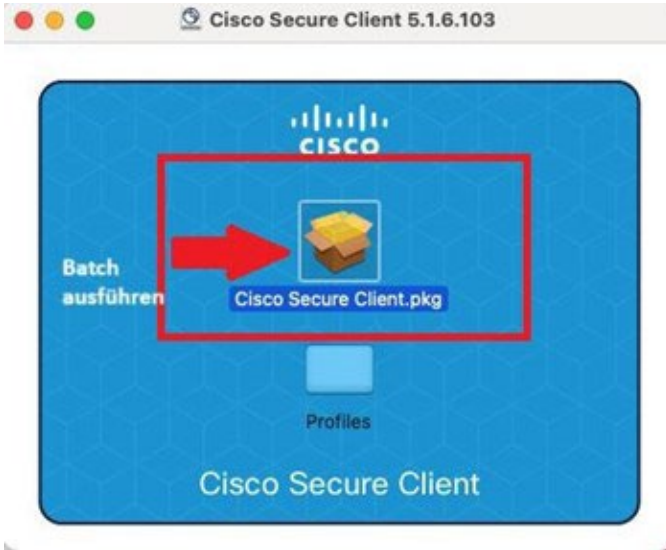 Cisco Secure Client 5.1.6.103
CISCO
Batch
ausführen
Cisco Secure Client.pkg
Profiles
Cisco Secure Client